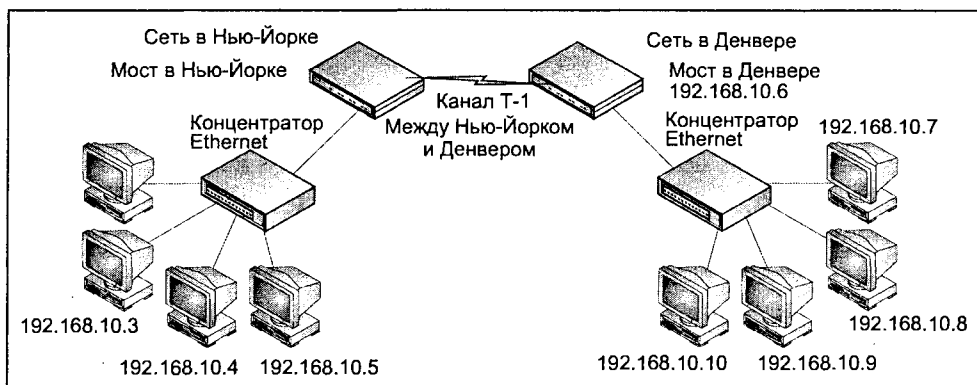 Сеть в Нью-Йорке
Мост в Нью-Йорке
Концентратор
Ethernet
Канал Т-1
Между Нью-Йорком
и Денвером
Сеть в Денвере
Мост в Денвере
192.168.10.6
Концентратор
Ethernet
192.168.10.7
192.168.10.3
192.168.10.4
192.168.10.5
192.168.10.10
192.168.10.9
192.168.10.8